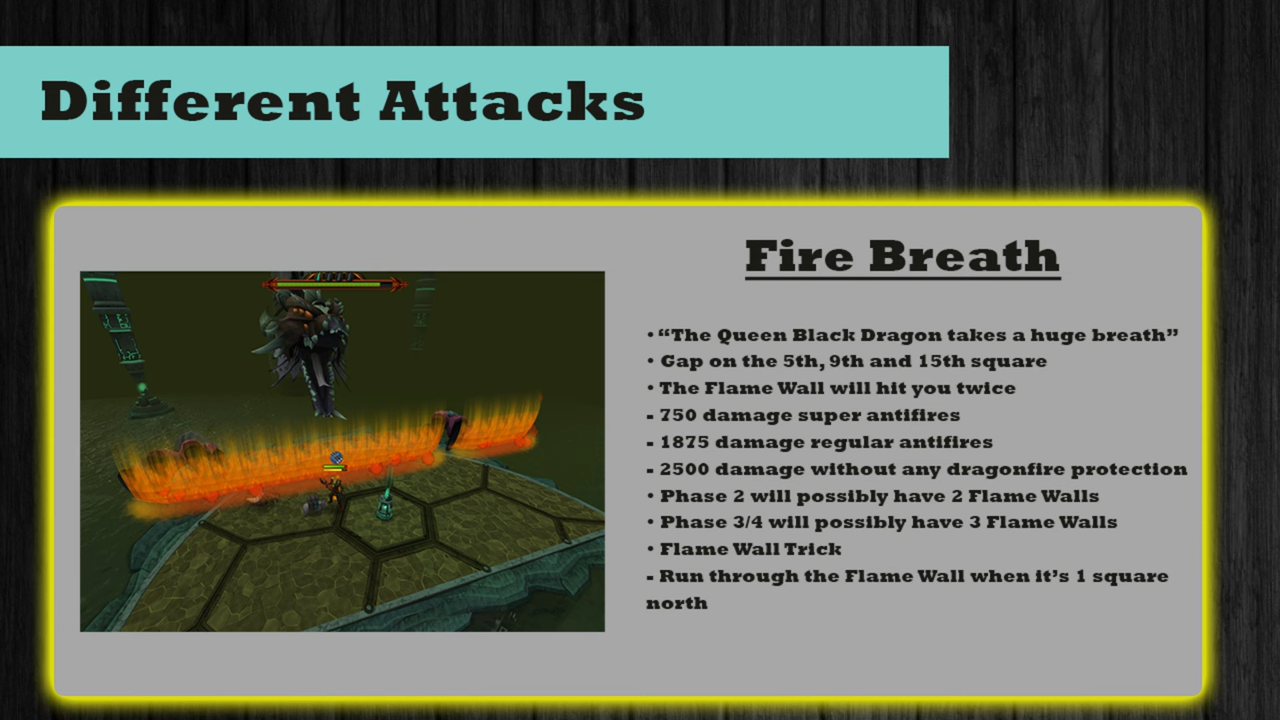 Different Attacks
Fire Breath
• “The Queen Black Dragon takes a huge breath”
• Gap on the 5th, 9th and 15th square
• The Flame Wall will hit you twice
- 750 damage super antifires
- 1875 damage regular antifires
- 2500 damage without any dragonfire protection
• Phase 2 will possibly have 2 Flame Walls
• Phase 3/4 will possibly have 3 Flame Walls
• Flame Wall Trick
- Run through the Flame Wall when it’s 1 square
north